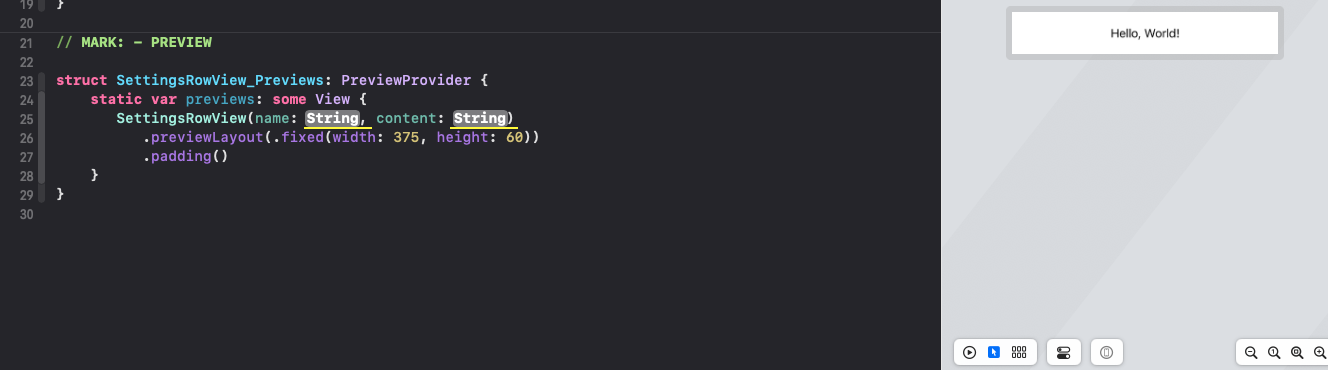 19 }
20
21 // MARK: - PREVIEW
22
23 struct SettingsRowView_Previews: PreviewProvider {
24 static var previews: some View {
25 SettingsRowView(name: String, content: String)
26 .previewLayout(.fixed(width: 375, height: 60))
27 .padding()
28 }
29 }
30
Hello, World!